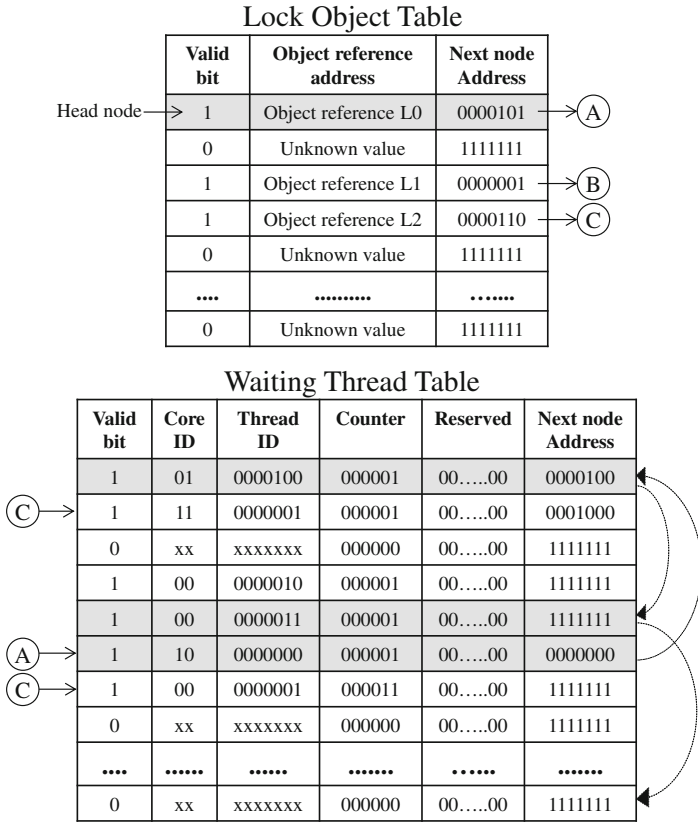 Lock Object Table
Valid bit Object reference address Next node Address
Head node 1 Object reference L0 0000101 A
0 Unknown value 1111111
1 Object reference L1 0000001 B
1 Object reference L2 0000110 C
0 Unknown value 1111111
.... .......... .......
0 Unknown value 1111111
Waiting Thread Table
Valid bit Core ID Thread ID Counter Reserved Next node Address
1 01 0000100 000001 00.....00 0000100
C 1 11 0000001 000001 00.....00 0001000
0 xx xxxxxxx 000000 00.....00 1111111
1 00 0000010 000001 00.....00 1111111
1 00 0000011 000001 00.....00 1111111
A 1 10 0000000 000001 00.....00 0000000
C 1 00 0000001 000011 00.....00 1111111
0 xx xxxxxxx 000000 00.....00 1111111
.... ...... ...... ....... ...... .......
0 xx xxxxxxx 000000 00.....00 1111111